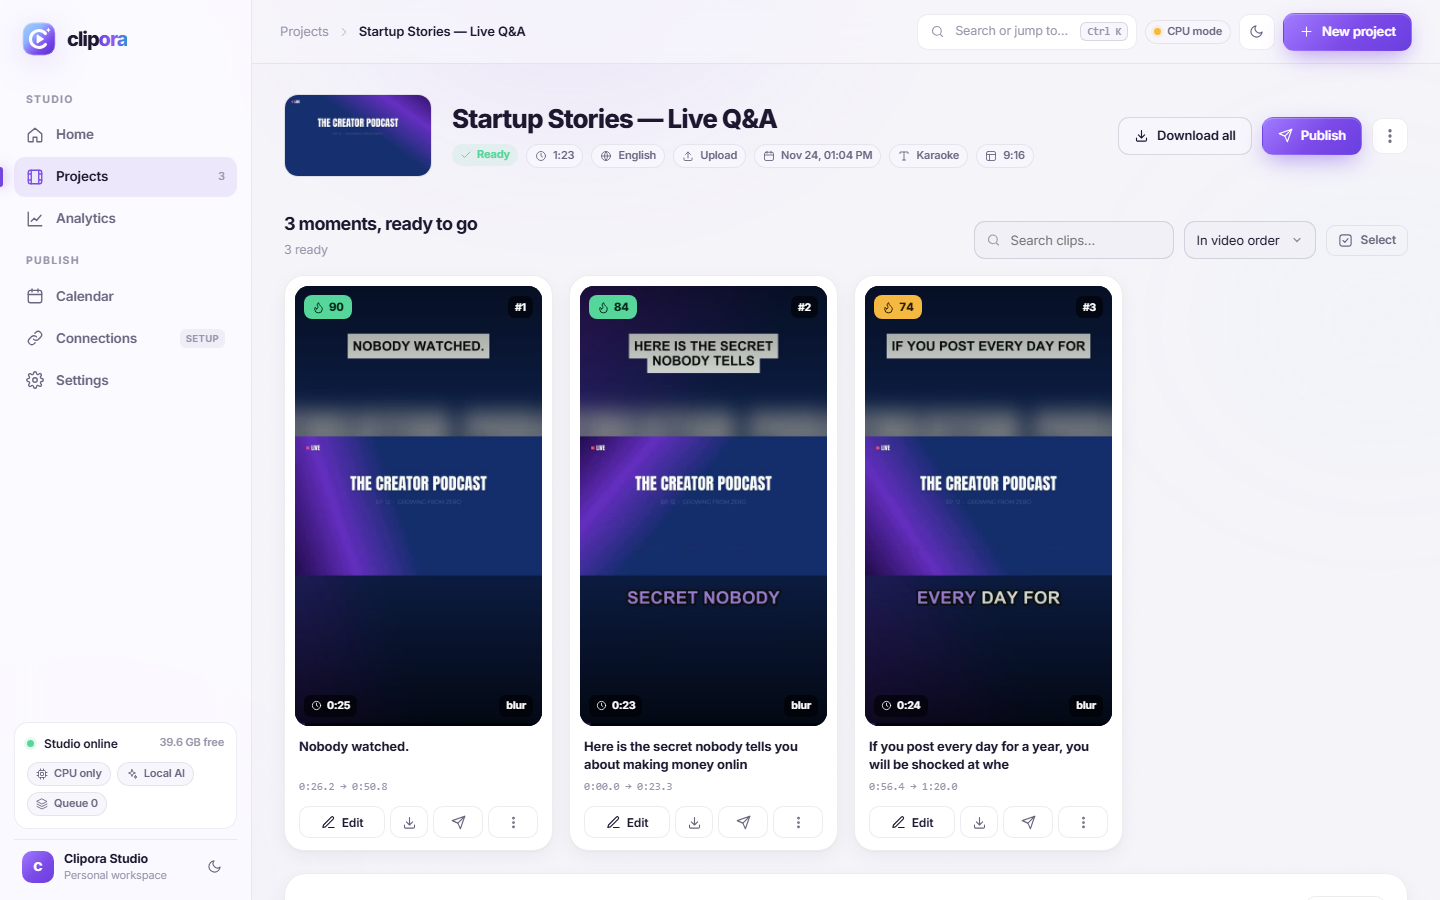 clipora
Projects
Startup Stories — Live Q&A
Search or jump to...
Ctrl K
CPU mode
New project
STUDIO
Home
Projects
3
Analytics
PUBLISH
Calendar
Connections
SETUP
Settings
THE CREATOR PODCAST
Startup Stories — Live Q&A
Ready
1:23
English
Upload
Nov 24, 01:04 PM
Karaoke
9:16
Download all
Publish
3 moments, ready to go
3 ready
Search clips...
In video order
Select
90
#1
NOBODY WATCHED.
LIVE
THE CREATOR PODCAST
0:25
blur
Nobody watched.
0:26.2 → 0:50.8
Edit
84
#2
HERE IS THE SECRET
NOBODY TELLS
LIVE
THE CREATOR PODCAST
SECRET NOBODY
0:23
blur
Here is the secret nobody tells you
about making money onlin
0:00.0 → 0:23.3
Edit
74
#3
IF YOU POST EVERY DAY FOR
LIVE
THE CREATOR PODCAST
EVERY DAY FOR
0:24
blur
If you post every day for a year, you
will be shocked at whe
0:56.4 → 1:20.0
Edit
Studio online
39.6 GB free
CPU only
Local AI
Queue 0
C
Clipora Studio
Personal workspace